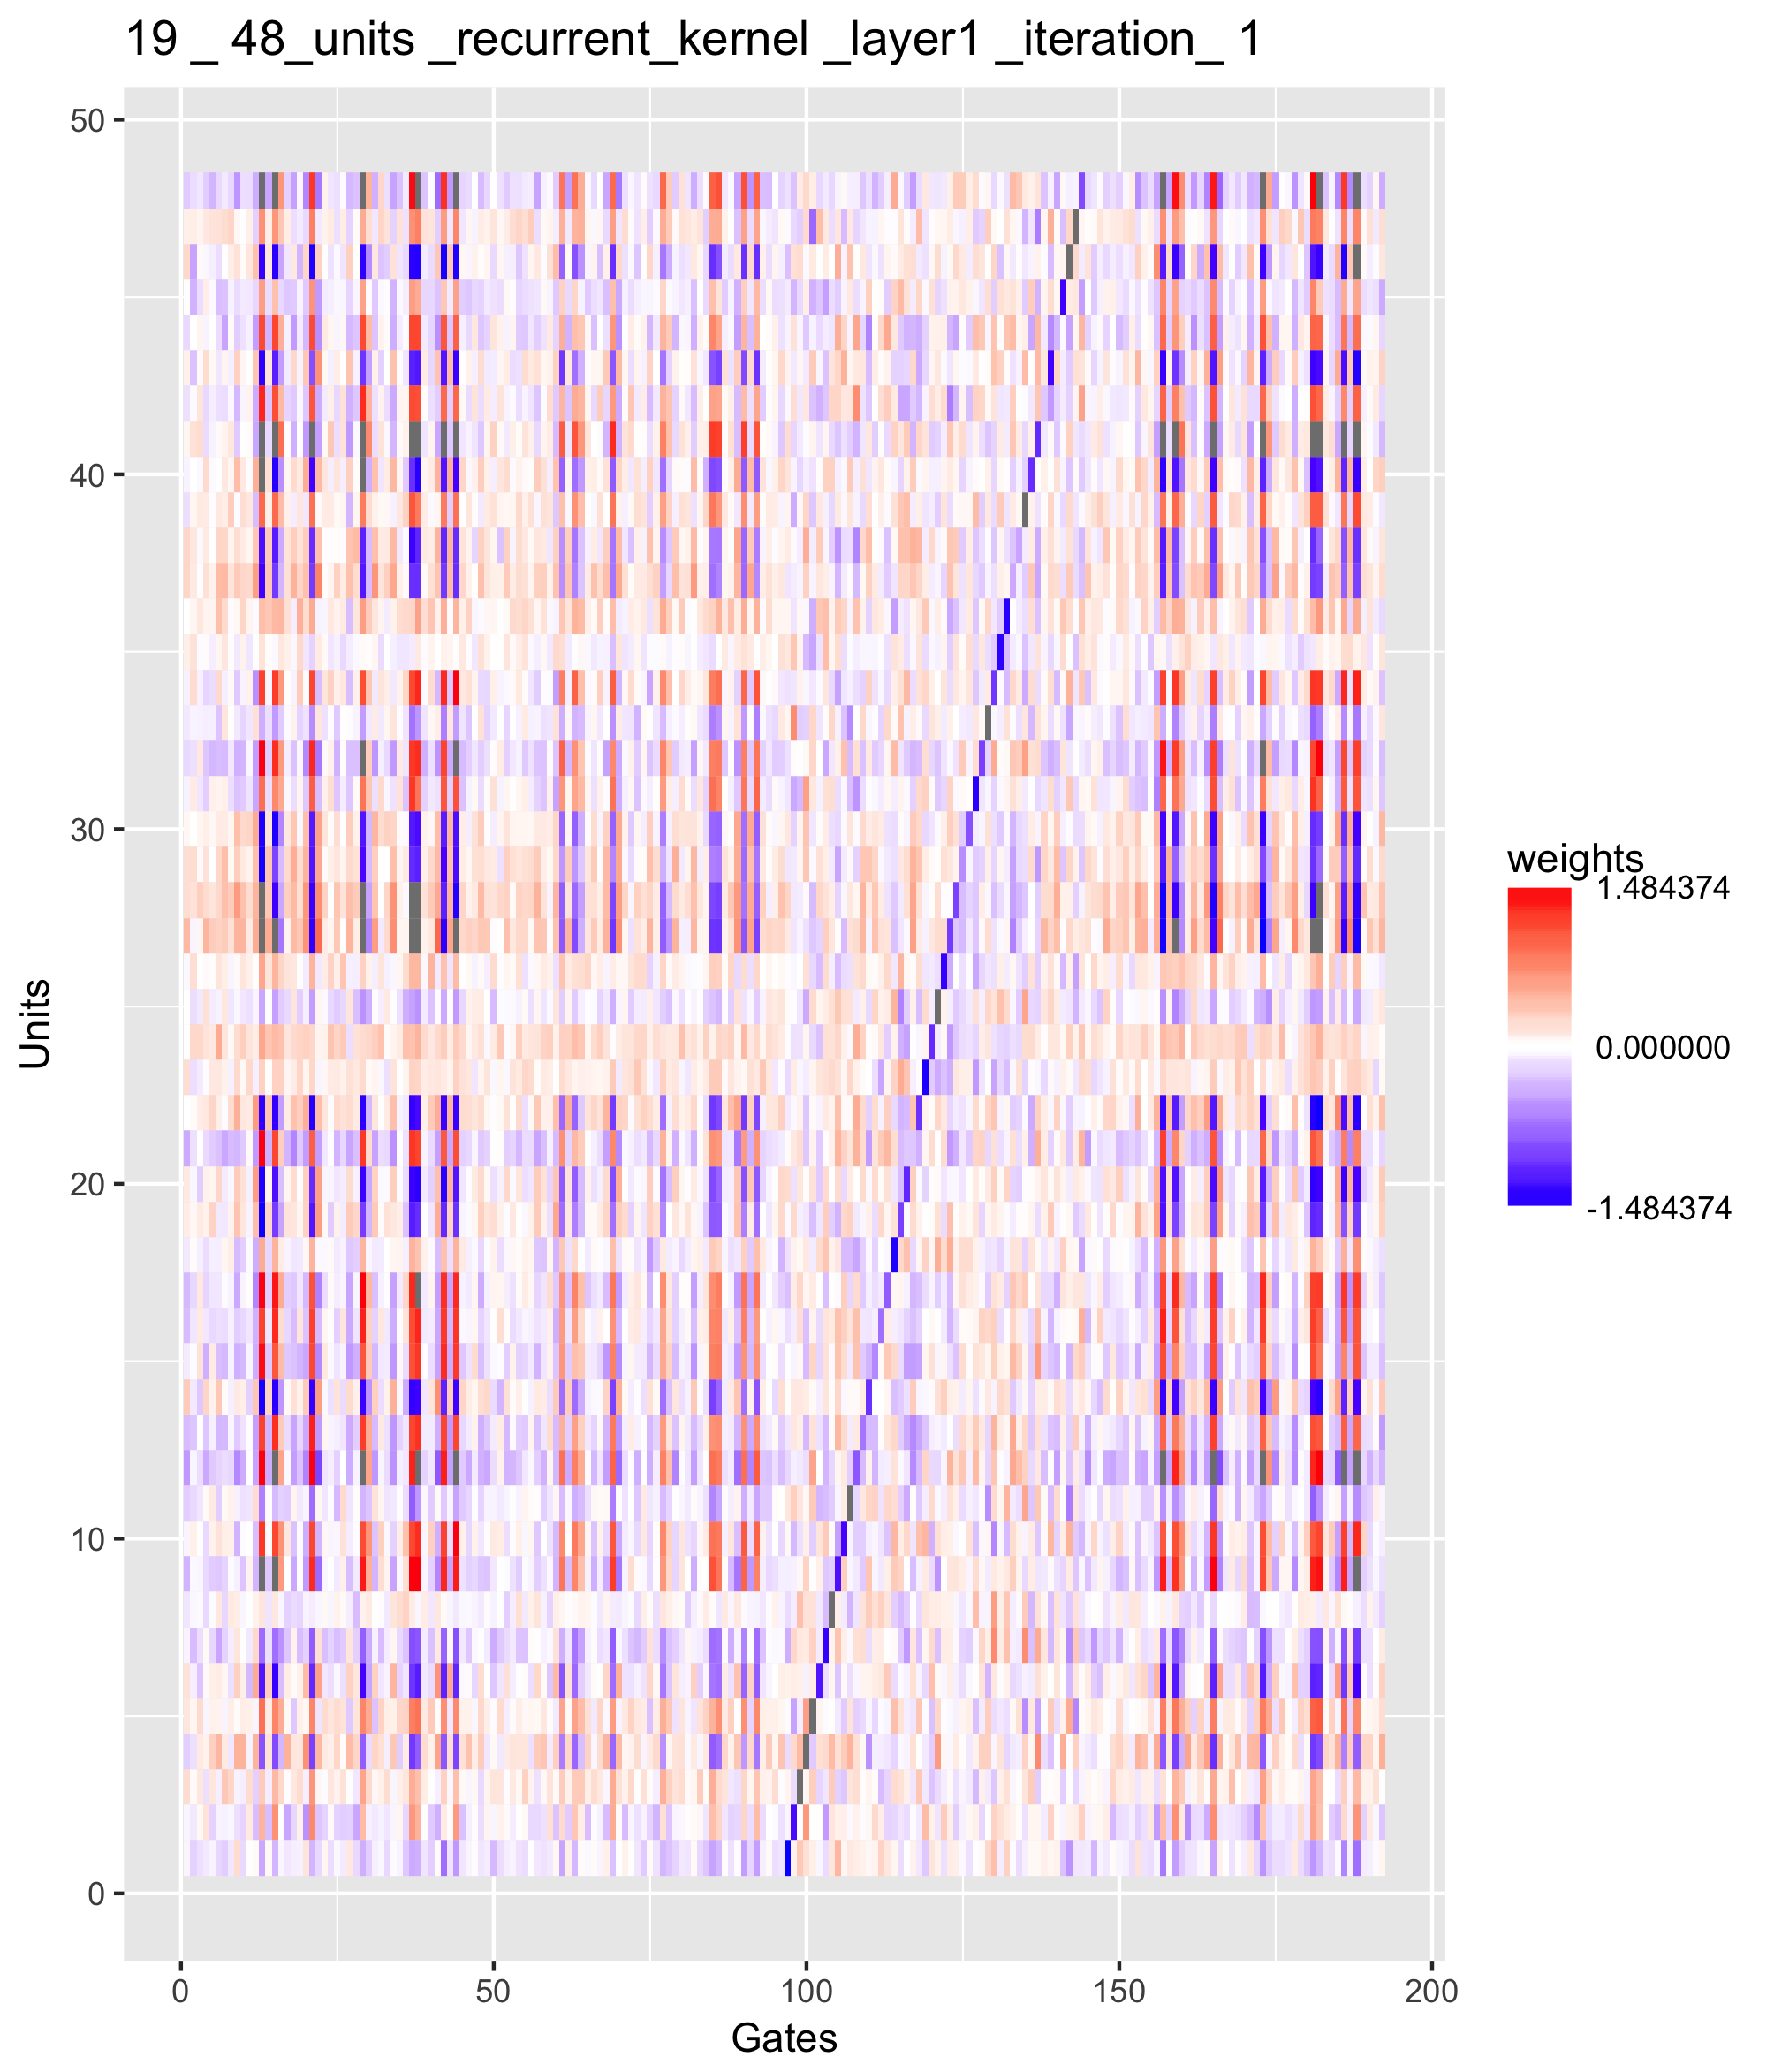 19 _ 48_units _recurrent_kernel _layer1 _iteration_ 1
50
40
30
20
10
0
Units
0 50 100 150 200
Gates
weights
1.484374
0.000000
-1.484374